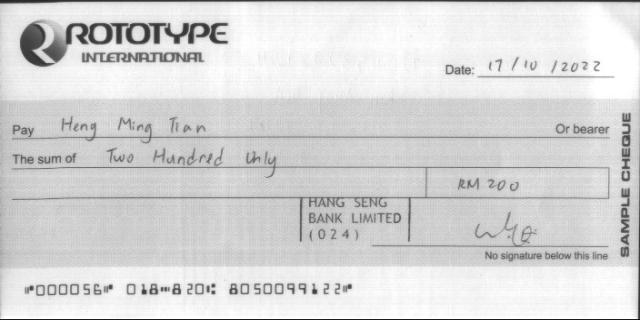 ROTOTYPE
INTERNATIONAL
Date: 17/10/2022
Pay Heng Ming Tian Or bearer
The sum of Two Hundred Only
RM 200
HANG SENG
BANK LIMITED
(024)
No signature below this line
SAMPLE CHEQUE
⑈000056⑈ 018⑉820⑆ 8050099122⑈